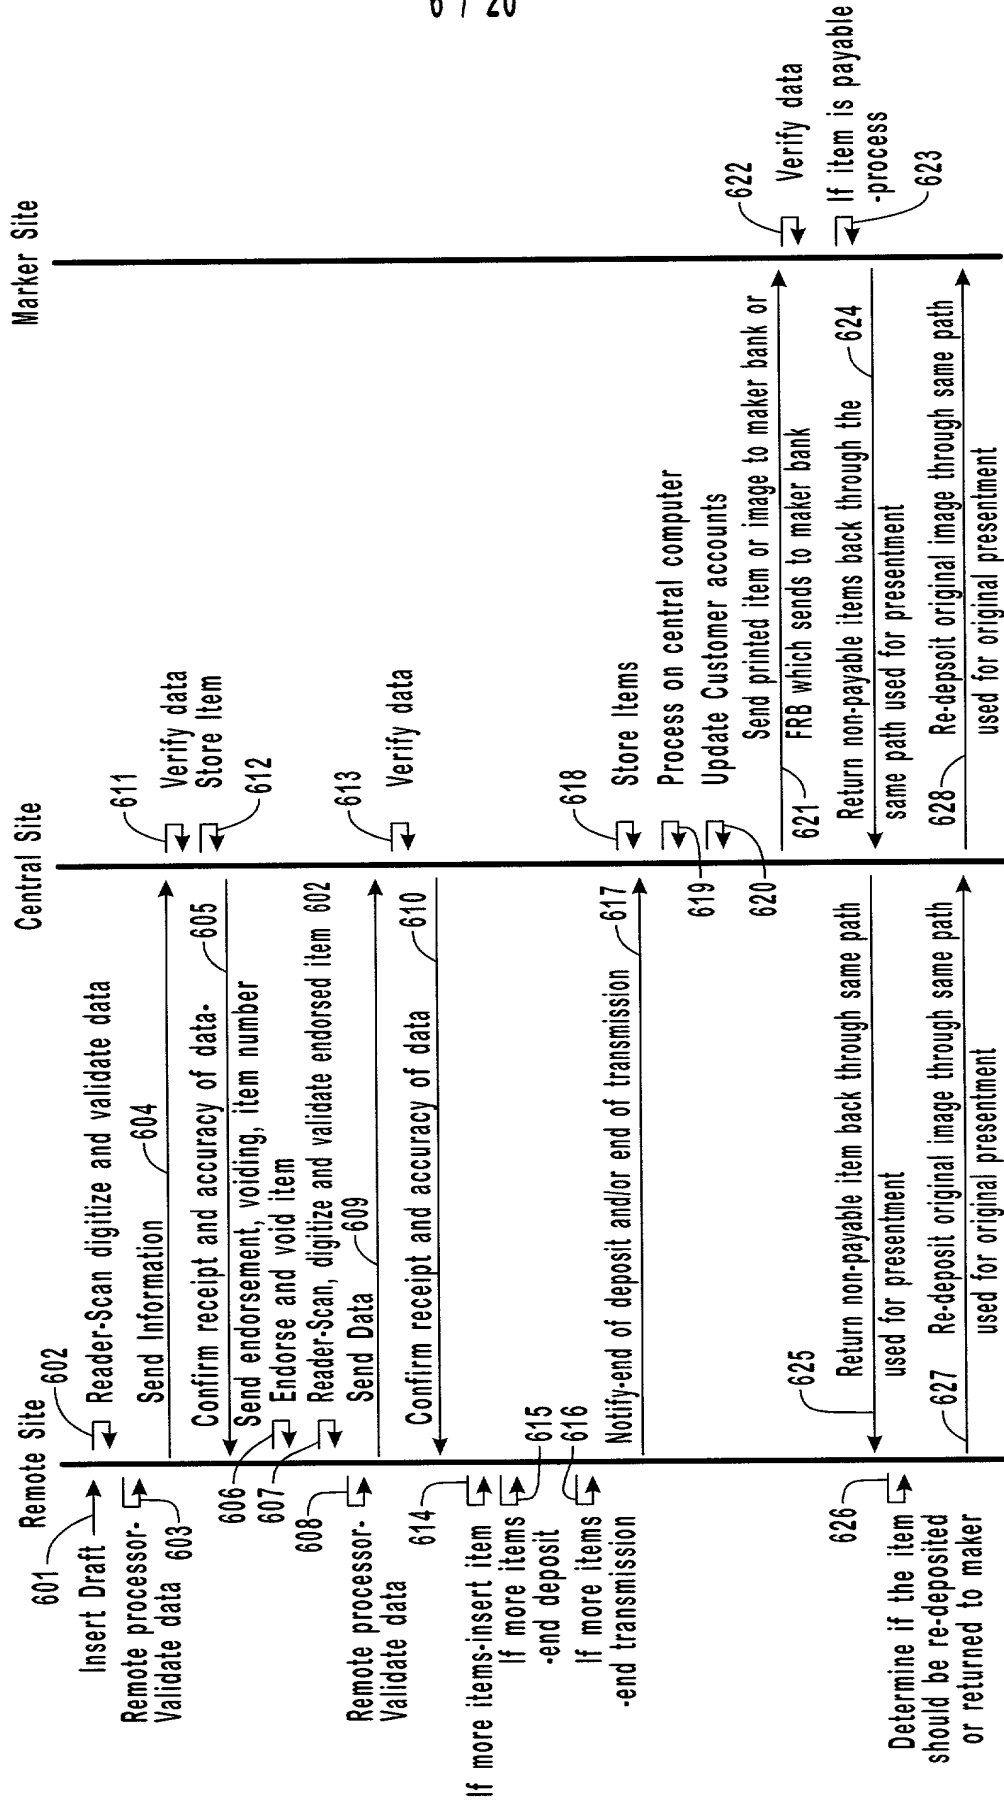 6 / 20
Remote Site
Central Site
Marker Site
601
Insert Draft
602
Reader-Scan digitize and validate data
Remote processor-
Validate data
603
Send Information
604
611
Verify data
Store Item
612
Confirm receipt and accuracy of data-
605
Send endorsement, voiding, item number
606
Endorse and void item
607
Reader-Scan, digitize and validate endorsed item 602
608
Remote processor-
Validate data
Send Data
609
613
Verify data
Confirm receipt and accuracy of data
610
614
If more items-insert item
If more items
-end deposit
615
If more items
-end transmission
616
Notify-end of deposit and/or end of transmission
617
618
Store Items
Process on central computer
619
Update Customer accounts
620
Send printed item or image to maker bank or
FRB which sends to maker bank
621
622
Verify data
If item is payable
-process
623
Return non-payable items back through the
same path used for presentment
624
625
Return non-payable item back through same path
used for presentment
626
Determine if the item
should be re-deposited
or returned to maker
627
Re-deposit original image through same path
used for original presentment
628
Re-depsoit original image through same path
used for original presentment